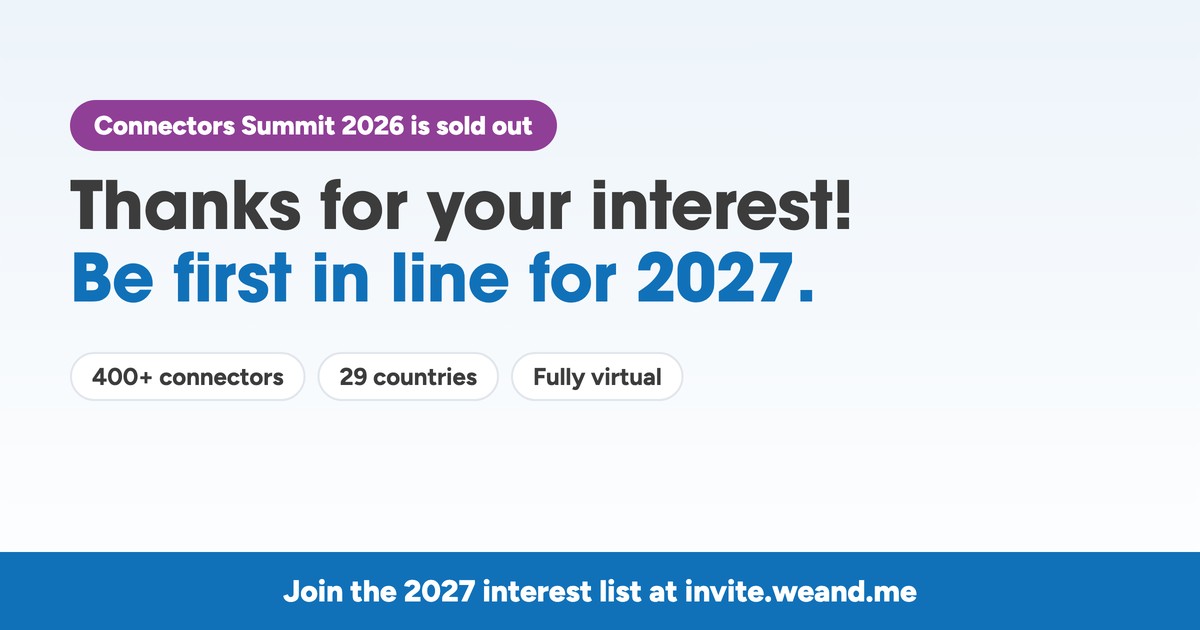 Connectors Summit 2026 is sold out
Thanks for your interest!
Be first in line for 2027.
400+ connectors
29 countries
Fully virtual
Join the 2027 interest list at invite.weand.me